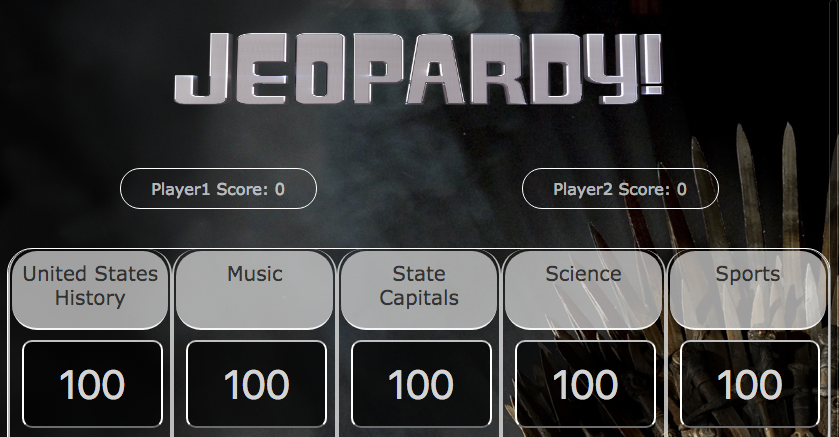 JEOPARDY!
Player1 Score: 0
Player2 Score: 0
United States
History
Music
State
Capitals
Science
Sports
100
100
100
100
100